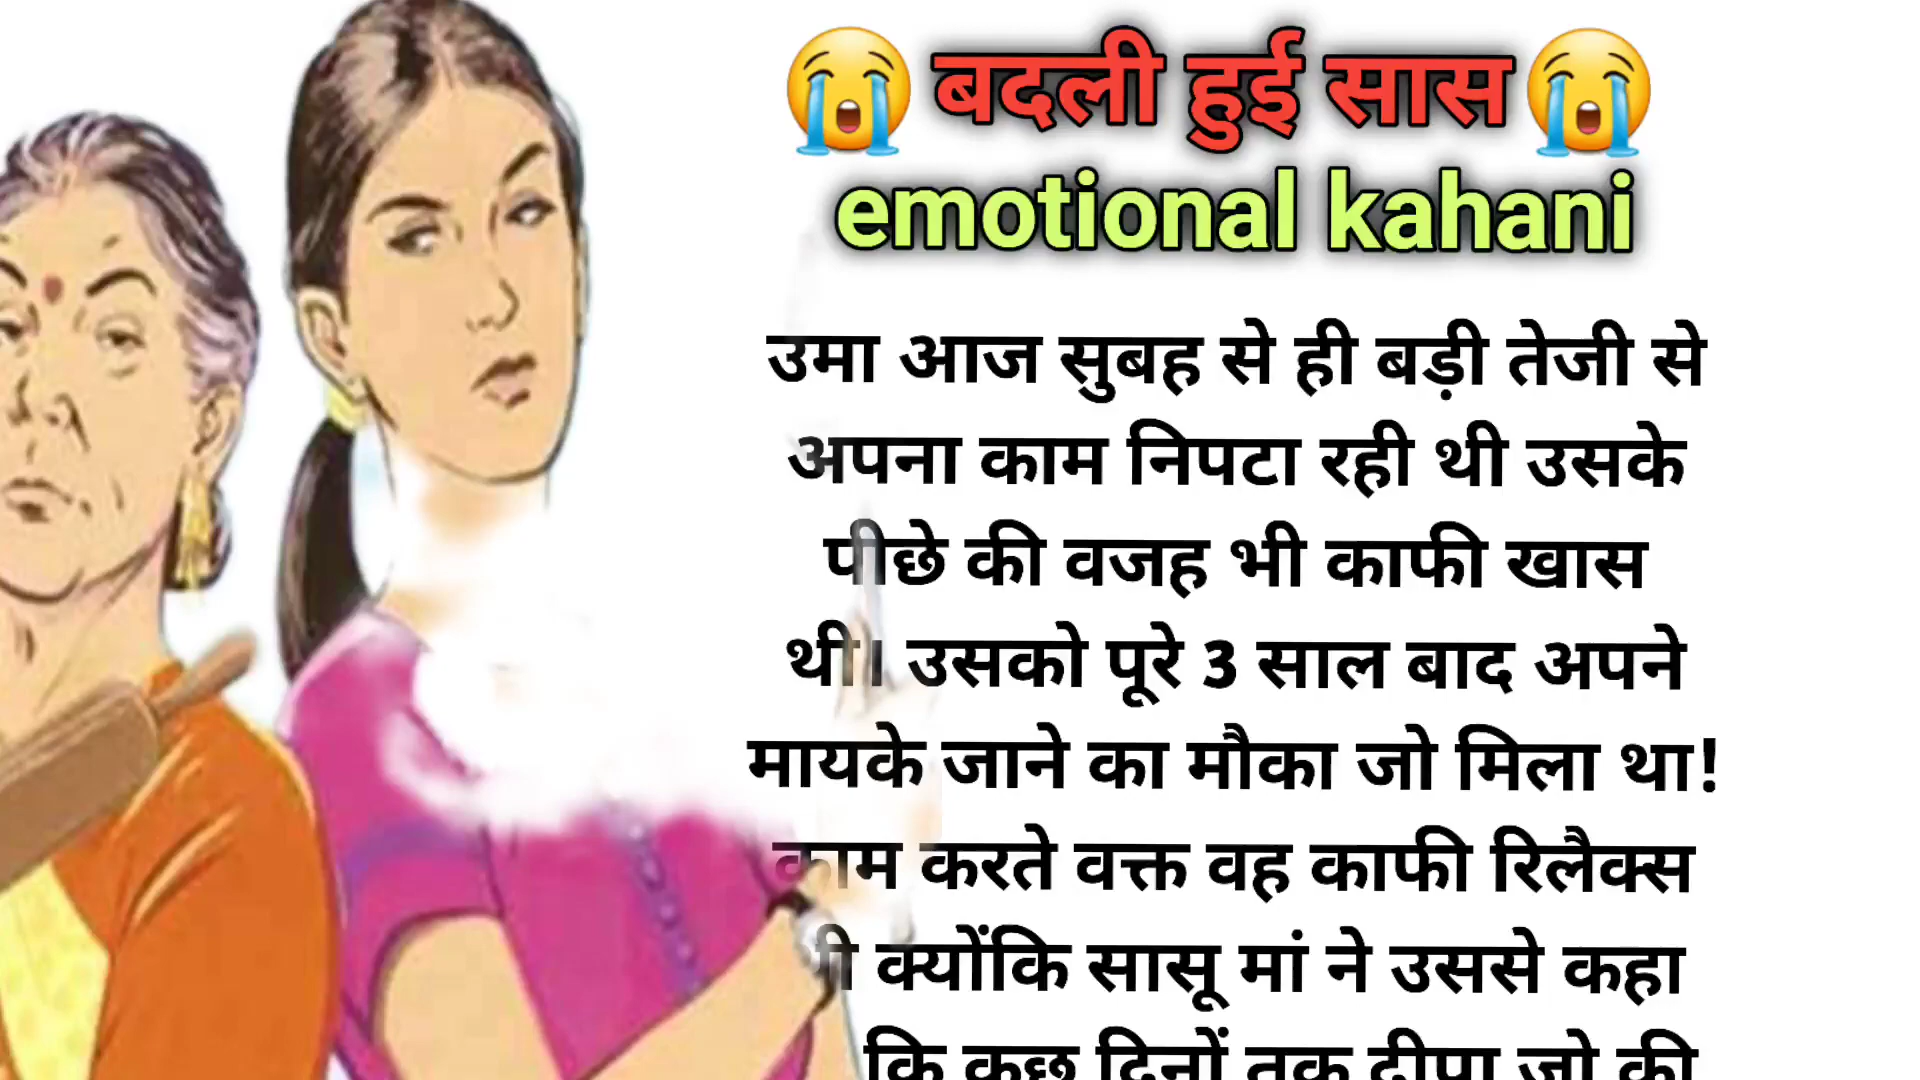 बदली हुई सास
emotional kahani
उमा आज सुबह से ही बड़ी तेजी से
अपना काम निपटा रही थी उसके
पीछे की वजह भी काफी खास
थी। उसको पूरे 3 साल बाद अपने
मायके जाने का मौका जो मिला था!
काम करते वक्त वह काफी रिलैक्स
थी क्योंकि सासू मां ने उससे कहा
कि कुछ दिनों तक दीपा जो की